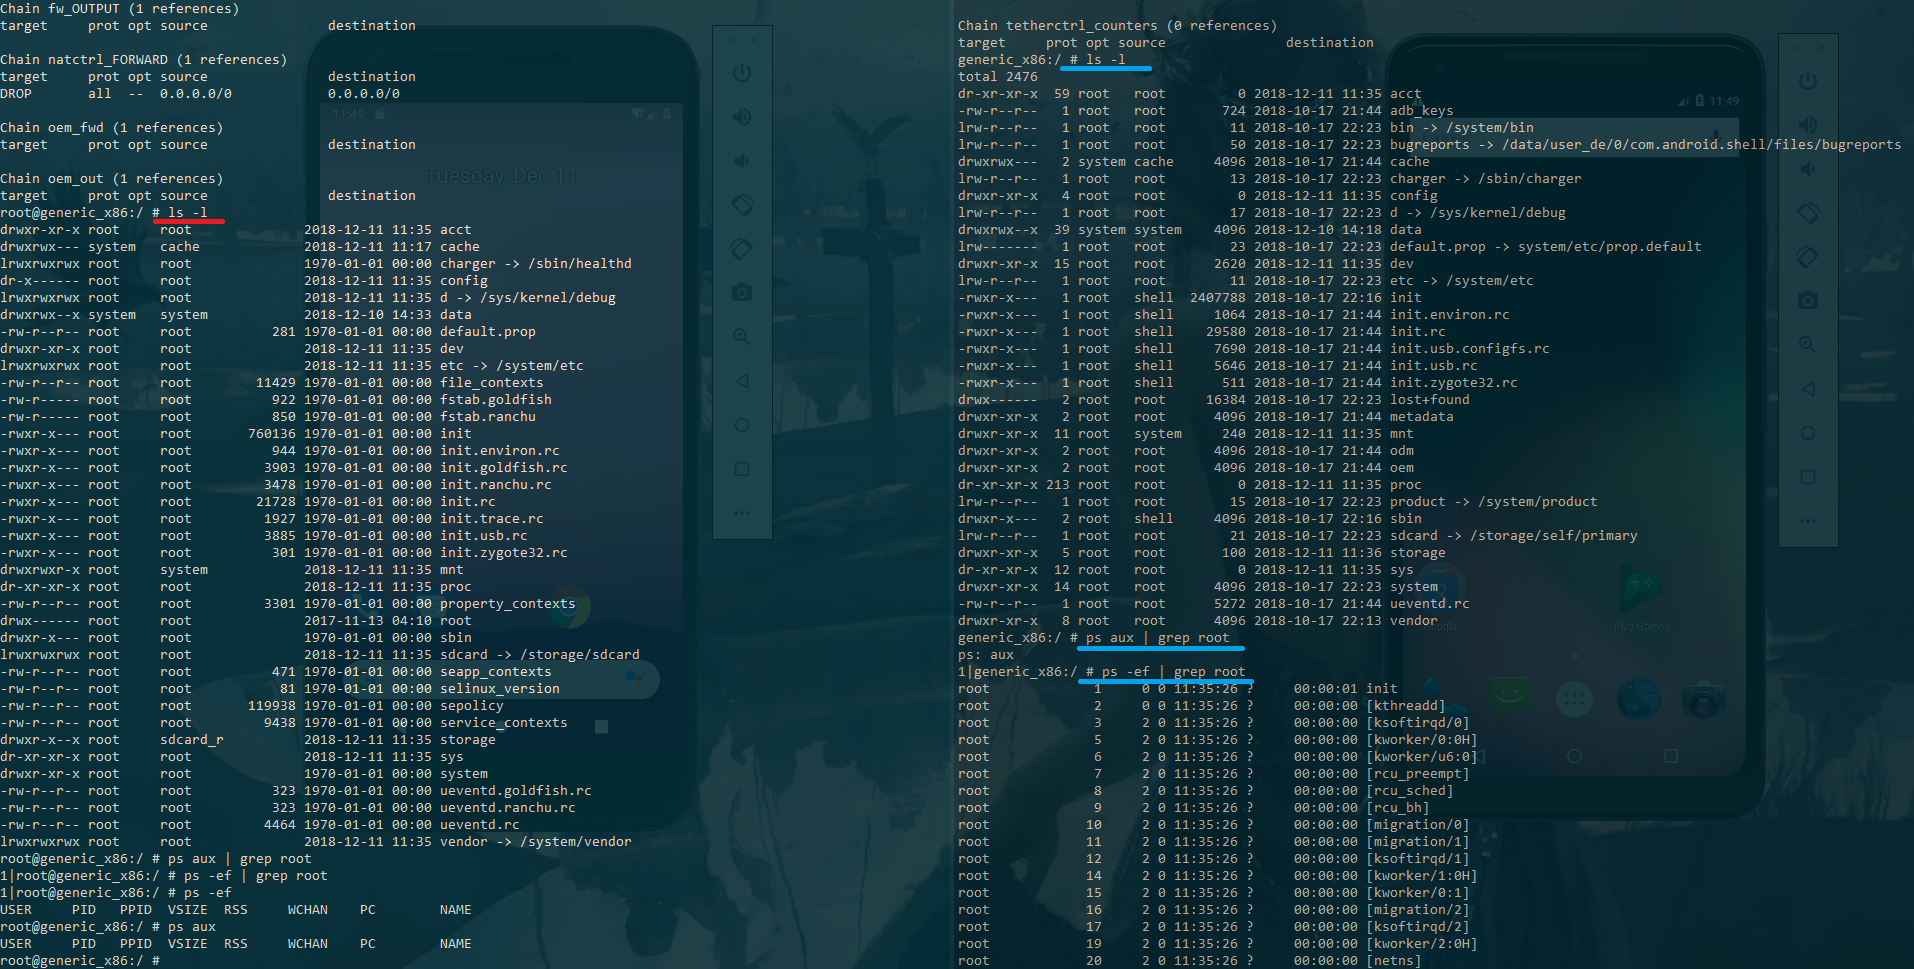 Chain fw_OUTPUT (1 references)
target     prot opt source               destination

Chain natctrl_FORWARD (1 references)
target     prot opt source               destination
DROP       all  --  0.0.0.0/0            0.0.0.0/0

Chain oem_fwd (1 references)
target     prot opt source               destination

Chain oem_out (1 references)
target     prot opt source               destination
root@generic_x86:/ # ls -l
drwxr-xr-x root     root              2018-12-11 11:35 acct
drwxrwx--- system   cache             2018-12-11 11:17 cache
lrwxrwxrwx root     root              1970-01-01 00:00 charger -> /sbin/healthd
dr-x------ root     root              2018-12-11 11:35 config
lrwxrwxrwx root     root              2018-12-11 11:35 d -> /sys/kernel/debug
drwxrwx--x system   system            2018-12-10 14:33 data
-rw-r--r-- root     root          281 1970-01-01 00:00 default.prop
drwxr-xr-x root     root              2018-12-11 11:35 dev
lrwxrwxrwx root     root              2018-12-11 11:35 etc -> /system/etc
-rw-r--r-- root     root        11429 1970-01-01 00:00 file_contexts
-rw-r----- root     root          922 1970-01-01 00:00 fstab.goldfish
-rw-r----- root     root          850 1970-01-01 00:00 fstab.ranchu
-rwxr-x--- root     root       760136 1970-01-01 00:00 init
-rwxr-x--- root     root          944 1970-01-01 00:00 init.environ.rc
-rwxr-x--- root     root         3903 1970-01-01 00:00 init.goldfish.rc
-rwxr-x--- root     root         3478 1970-01-01 00:00 init.ranchu.rc
-rwxr-x--- root     root        21728 1970-01-01 00:00 init.rc
-rwxr-x--- root     root         1927 1970-01-01 00:00 init.trace.rc
-rwxr-x--- root     root         3885 1970-01-01 00:00 init.usb.rc
-rwxr-x--- root     root          301 1970-01-01 00:00 init.zygote32.rc
drwxrwxr-x root     system            2018-12-11 11:35 mnt
dr-xr-xr-x root     root              2018-12-11 11:35 proc
-rw-r--r-- root     root         3301 1970-01-01 00:00 property_contexts
drwx------ root     root              2017-11-13 04:10 root
drwxr-x--- root     root              1970-01-01 00:00 sbin
lrwxrwxrwx root     root              2018-12-11 11:35 sdcard -> /storage/sdcard
-rw-r--r-- root     root          471 1970-01-01 00:00 seapp_contexts
-rw-r--r-- root     root           81 1970-01-01 00:00 selinux_version
-rw-r--r-- root     root       119938 1970-01-01 00:00 sepolicy
-rw-r--r-- root     root         9438 1970-01-01 00:00 service_contexts
drwxr-x--x root     sdcard_r          2018-12-11 11:35 storage
dr-xr-xr-x root     root              2018-12-11 11:35 sys
drwxr-xr-x root     root              1970-01-01 00:00 system
-rw-r--r-- root     root          323 1970-01-01 00:00 ueventd.goldfish.rc
-rw-r--r-- root     root          323 1970-01-01 00:00 ueventd.ranchu.rc
-rw-r--r-- root     root         4464 1970-01-01 00:00 ueventd.rc
lrwxrwxrwx root     root              2018-12-11 11:35 vendor -> /system/vendor
root@generic_x86:/ # ps aux | grep root
1|root@generic_x86:/ # ps -ef | grep root
1|root@generic_x86:/ # ps -ef
USER     PID   PPID  VSIZE  RSS     WCHAN    PC        NAME
root@generic_x86:/ # ps aux
USER     PID   PPID  VSIZE  RSS     WCHAN    PC        NAME
root@generic_x86:/ #
11:49
Tuesday, Dec 11
Chain tetherctrl_counters (0 references)
target     prot opt source               destination
generic_x86:/ # ls -l
total 2476
dr-xr-xr-x  59 root   root         0 2018-12-11 11:35 acct
-rw-r--r--   1 root   root       724 2018-10-17 21:44 adb_keys
lrw-r--r--   1 root   root        11 2018-10-17 22:23 bin -> /system/bin
lrw-r--r--   1 root   root        50 2018-10-17 22:23 bugreports -> /data/user_de/0/com.android.shell/files/bugreports
drwxrwx---   2 system cache     4096 2018-10-17 21:44 cache
lrw-r--r--   1 root   root        13 2018-10-17 22:23 charger -> /sbin/charger
drwxr-xr-x   4 root   root         0 2018-12-11 11:35 config
lrw-r--r--   1 root   root        17 2018-10-17 22:23 d -> /sys/kernel/debug
drwxrwx--x  39 system system    4096 2018-12-10 14:18 data
lrw-------   1 root   root        23 2018-10-17 22:23 default.prop -> system/etc/prop.default
drwxr-xr-x  15 root   root      2620 2018-12-11 11:35 dev
lrw-r--r--   1 root   root        11 2018-10-17 22:23 etc -> /system/etc
-rwxr-x---   1 root   shell  2407788 2018-10-17 22:16 init
-rwxr-x---   1 root   shell     1064 2018-10-17 21:44 init.environ.rc
-rwxr-x---   1 root   shell    29580 2018-10-17 21:44 init.rc
-rwxr-x---   1 root   shell     7690 2018-10-17 21:44 init.usb.configfs.rc
-rwxr-x---   1 root   shell     5646 2018-10-17 21:44 init.usb.rc
-rwxr-x---   1 root   shell      511 2018-10-17 21:44 init.zygote32.rc
drwx------   2 root   root     16384 2018-10-17 22:23 lost+found
drwxr-xr-x   2 root   root      4096 2018-10-17 21:44 metadata
drwxr-xr-x  11 root   system     240 2018-12-11 11:35 mnt
drwxr-xr-x   2 root   root      4096 2018-10-17 21:44 odm
drwxr-xr-x   2 root   root      4096 2018-10-17 21:44 oem
dr-xr-xr-x 213 root   root         0 2018-12-11 11:35 proc
lrw-r--r--   1 root   root        15 2018-10-17 22:23 product -> /system/product
drwxr-x---   2 root   shell     4096 2018-10-17 22:16 sbin
lrw-r--r--   1 root   root        21 2018-10-17 22:23 sdcard -> /storage/self/primary
drwxr-xr-x   5 root   root       100 2018-12-11 11:36 storage
dr-xr-xr-x  12 root   root         0 2018-12-11 11:35 sys
drwxr-xr-x  14 root   root      4096 2018-10-17 22:23 system
-rw-r--r--   1 root   root      5272 2018-10-17 21:44 ueventd.rc
drwxr-xr-x   8 root   root      4096 2018-10-17 22:13 vendor
generic_x86:/ # ps aux | grep root
ps: aux
1|generic_x86:/ # ps -ef | grep root
root             1     0 0 11:35:26 ?     00:00:01 init
root             2     0 0 11:35:26 ?     00:00:00 [kthreadd]
root             3     2 0 11:35:26 ?     00:00:00 [ksoftirqd/0]
root             5     2 0 11:35:26 ?     00:00:00 [kworker/0:0H]
root             6     2 0 11:35:26 ?     00:00:00 [kworker/u6:0]
root             7     2 0 11:35:26 ?     00:00:00 [rcu_preempt]
root             8     2 0 11:35:26 ?     00:00:00 [rcu_sched]
root             9     2 0 11:35:26 ?     00:00:00 [rcu_bh]
root            10     2 0 11:35:26 ?     00:00:00 [migration/0]
root            11     2 0 11:35:26 ?     00:00:00 [migration/1]
root            12     2 0 11:35:26 ?     00:00:00 [ksoftirqd/1]
root            14     2 0 11:35:26 ?     00:00:00 [kworker/1:0H]
root            15     2 0 11:35:26 ?     00:00:00 [kworker/0:1]
root            16     2 0 11:35:26 ?     00:00:00 [migration/2]
root            17     2 0 11:35:26 ?     00:00:00 [ksoftirqd/2]
root            19     2 0 11:35:26 ?     00:00:00 [kworker/2:0H]
root            20     2 0 11:35:26 ?     00:00:00 [netns]
11:49
Google
Play Games